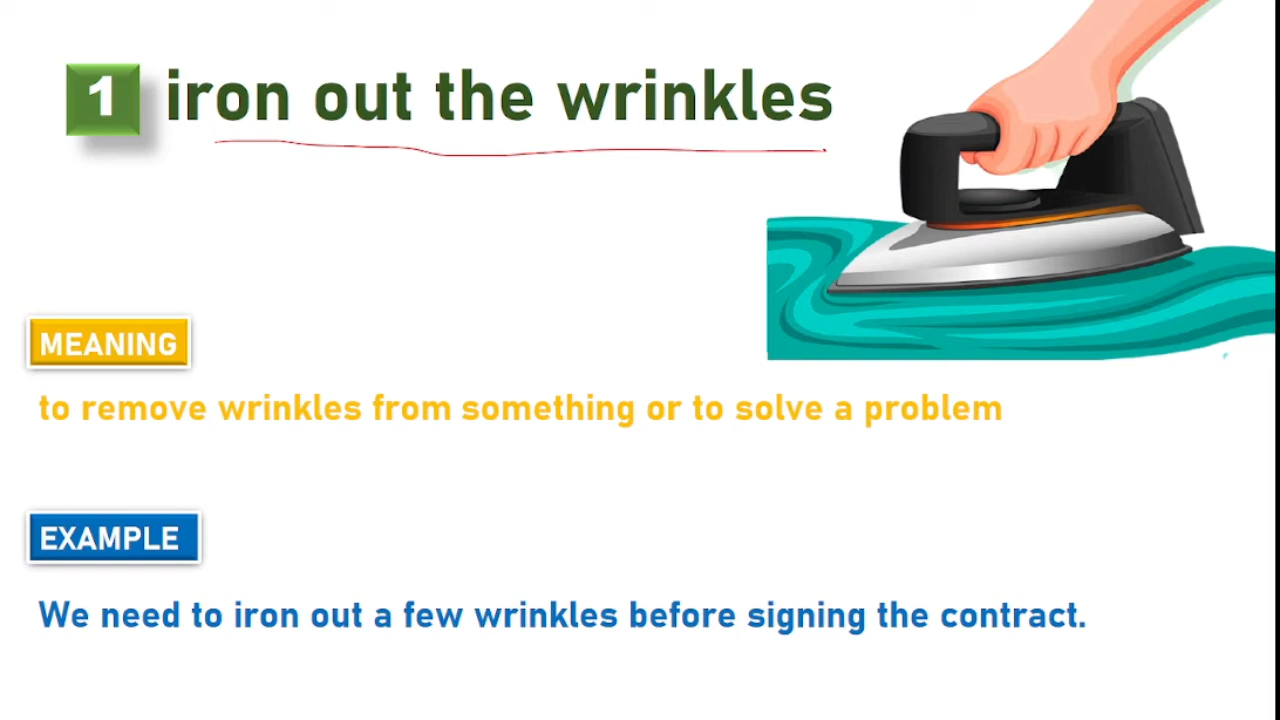 1 iron out the wrinkles
MEANING
to remove wrinkles from something or to solve a problem
EXAMPLE
We need to iron out a few wrinkles before signing the contract.